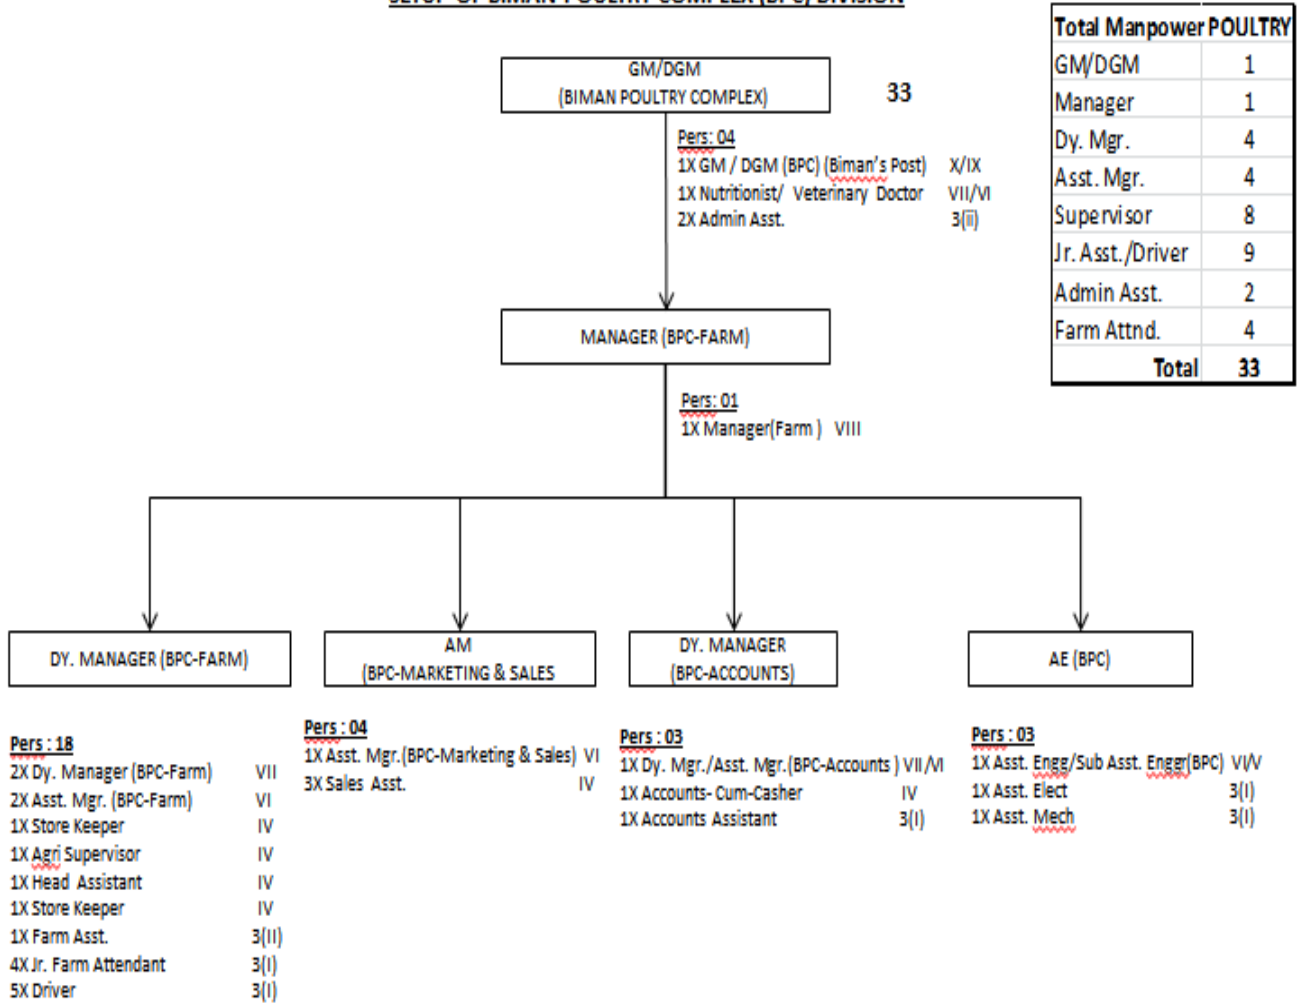 SETUP OF BIMAN POULTRY COMPLEX (BPC) DIVISION
GM/DGM
(BIMAN POULTRY COMPLEX)
33
Pers: 04
1X GM / DGM (BPC) (Biman's Post) X/IX
1X Nutritionist/ Veterinary Doctor VII/VI
2X Admin Asst. 3(ii)
Total Manpower POULTRY
GM/DGM 1
Manager 1
Dy. Mgr. 4
Asst. Mgr. 4
Supervisor 8
Jr. Asst./Driver 9
Admin Asst. 2
Farm Attnd. 4
Total 33
MANAGER (BPC-FARM)
Pers: 01
1X Manager(Farm ) VIII
DY. MANAGER (BPC-FARM)
Pers : 18
2X Dy. Manager (BPC-Farm) VII
2X Asst. Mgr. (BPC-Farm) VI
1X Store Keeper IV
1X Agri Supervisor IV
1X Head Assistant IV
1X Store Keeper IV
1X Farm Asst. 3(II)
4X Jr. Farm Attendant 3(I)
5X Driver 3(I)
AM
(BPC-MARKETING & SALES
Pers : 04
1X Asst. Mgr.(BPC-Marketing & Sales) VI
3X Sales Asst. IV
DY. MANAGER
(BPC-ACCOUNTS)
Pers : 03
1X Dy. Mgr./Asst. Mgr.(BPC-Accounts ) VII/VI
1X Accounts- Cum-Casher IV
1X Accounts Assistant 3(I)
AE (BPC)
Pers : 03
1X Asst. Engg/Sub Asst. Enggr(BPC) VI/V
1X Asst. Elect 3(I)
1X Asst. Mech 3(I)